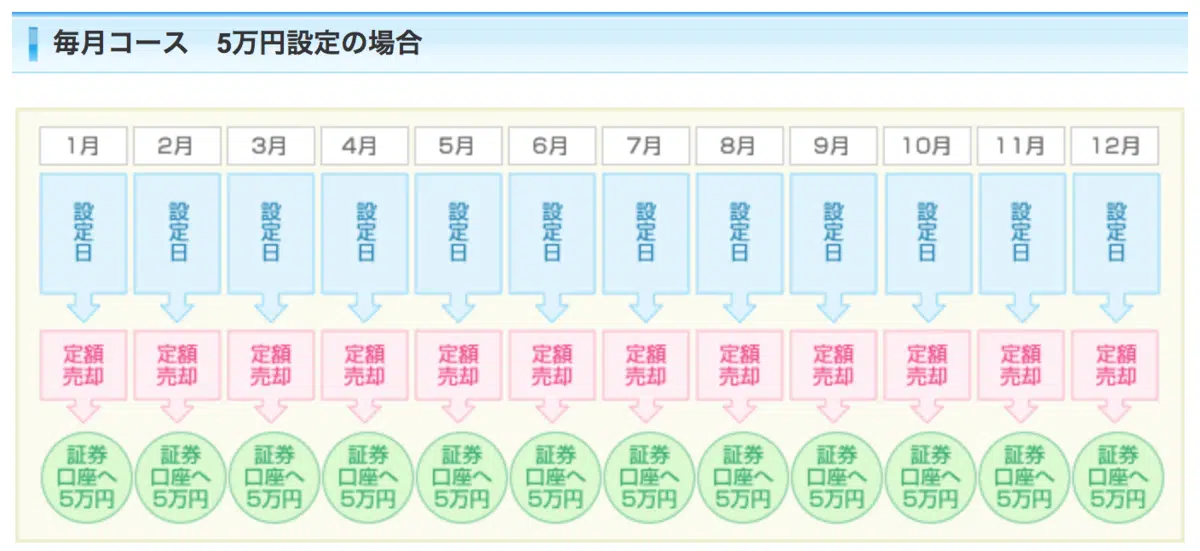 毎月コース　5万円設定の場合
1月 2月 3月 4月 5月 6月 7月 8月 9月 10月 11月 12月
設定日 設定日 設定日 設定日 設定日 設定日 設定日 設定日 設定日 設定日 設定日 設定日
定額 定額 定額 定額 定額 定額 定額 定額 定額 定額 定額 定額
売却 売却 売却 売却 売却 売却 売却 売却 売却 売却 売却 売却
証券 証券 証券 証券 証券 証券 証券 証券 証券 証券 証券 証券
口座へ 口座へ 口座へ 口座へ 口座へ 口座へ 口座へ 口座へ 口座へ 口座へ 口座へ 口座へ
5万円 5万円 5万円 5万円 5万円 5万円 5万円 5万円 5万円 5万円 5万円 5万円